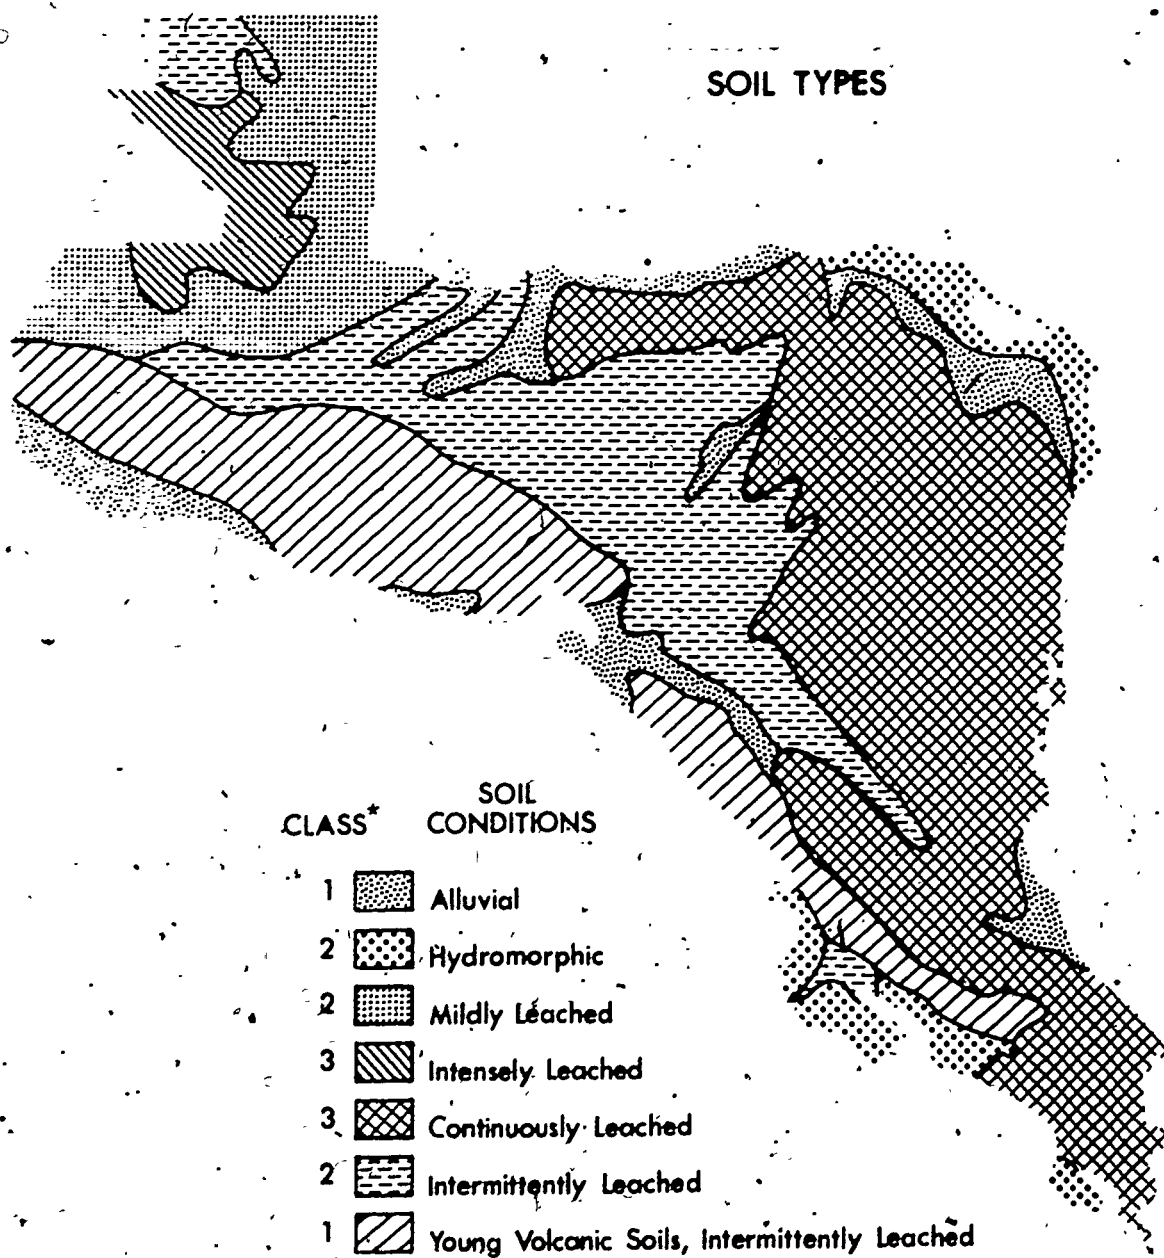 SOIL TYPES
CLASS* SOIL CONDITIONS
1 Alluvial
2 Hydromorphic
2 Mildly Leached
3 Intensely Leached
3 Continuously Leached
2 Intermittently Leached
1 Young Volcanic Soils, Intermittently Leached